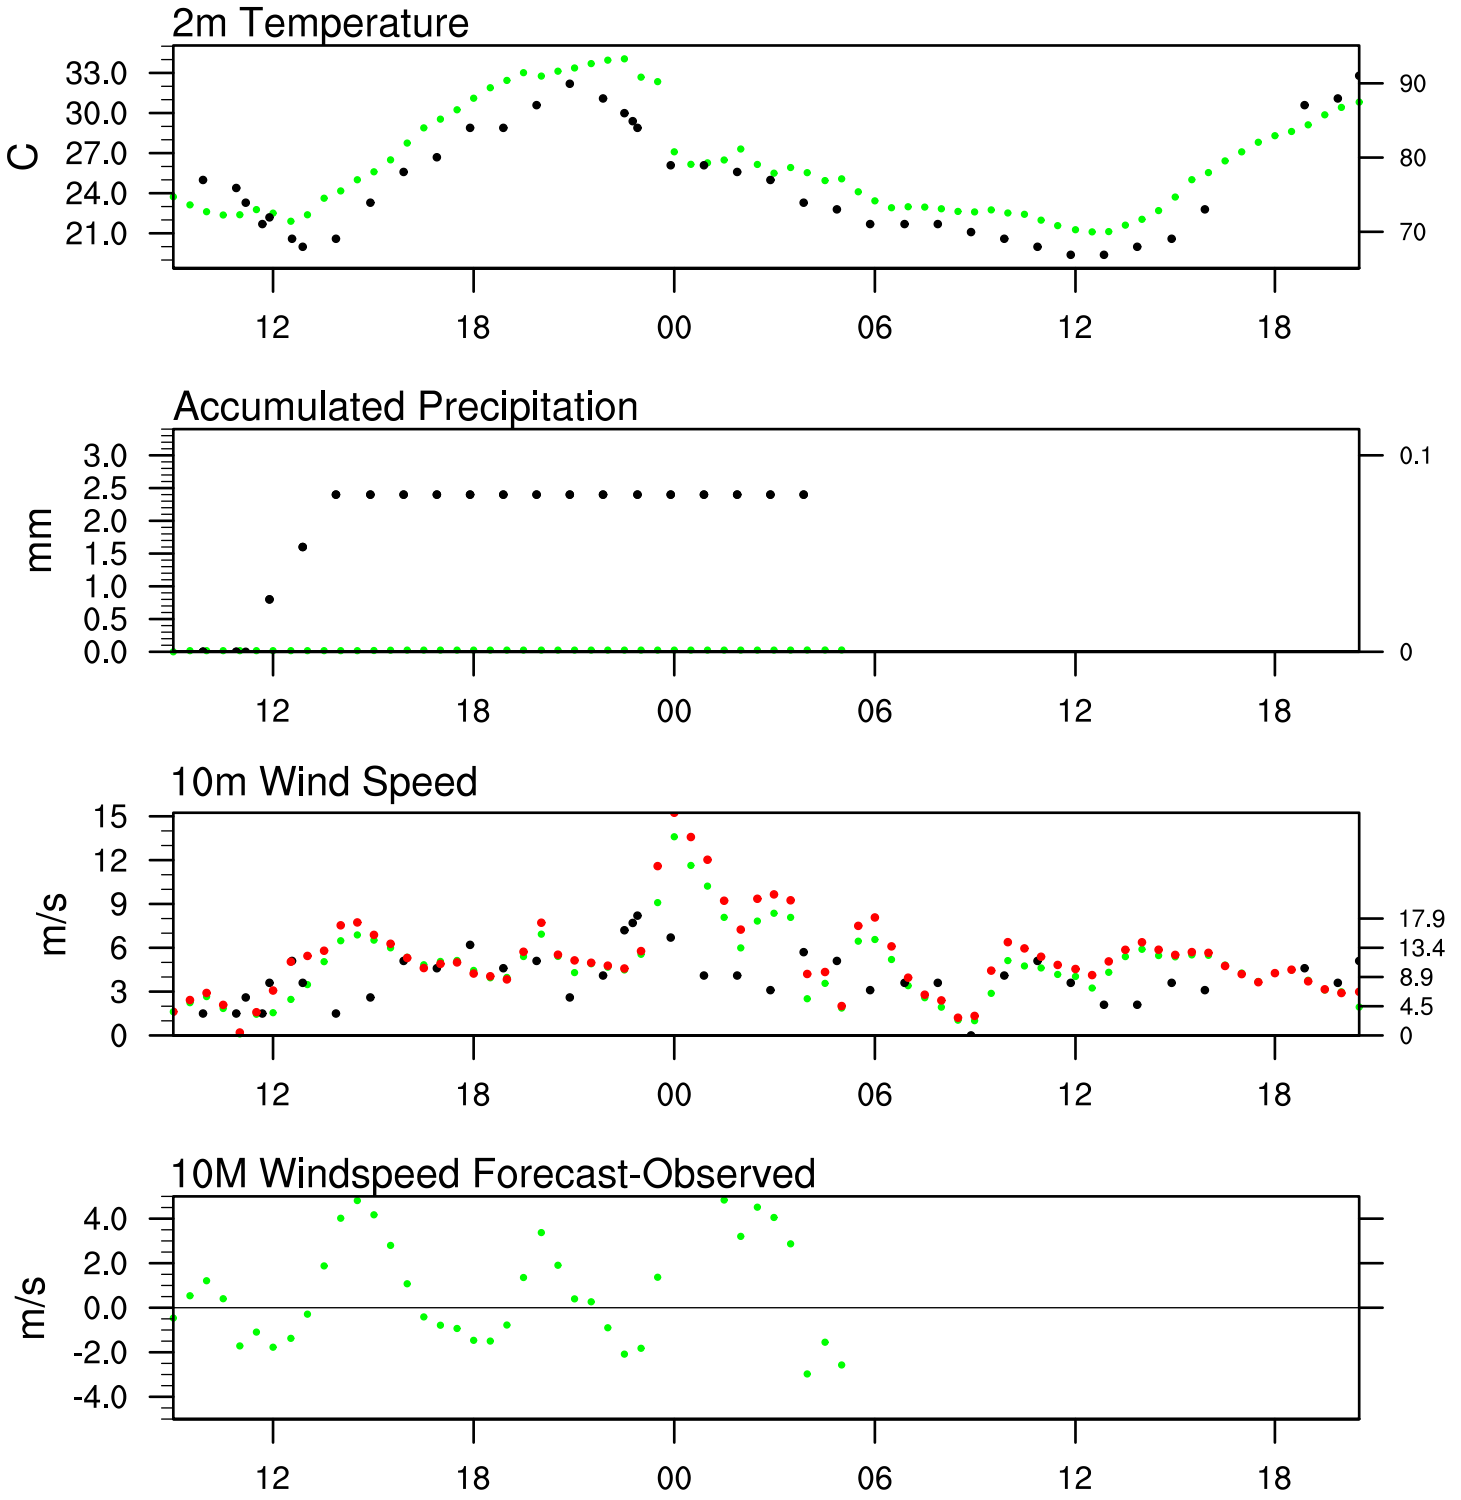 2m Temperature
33.0
30.0
27.0
24.0
21.0
C
90
80
70
12 18 00 06 12 18
Accumulated Precipitation
3.0
2.5
2.0
1.5
1.0
0.5
0.0
mm
0.1
0
12 18 00 06 12 18
10m Wind Speed
15
12
9
6
3
0
m/s
17.9
13.4
8.9
4.5
0
12 18 00 06 12 18
10M Windspeed Forecast-Observed
4.0
2.0
0.0
-2.0
-4.0
m/s
12 18 00 06 12 18